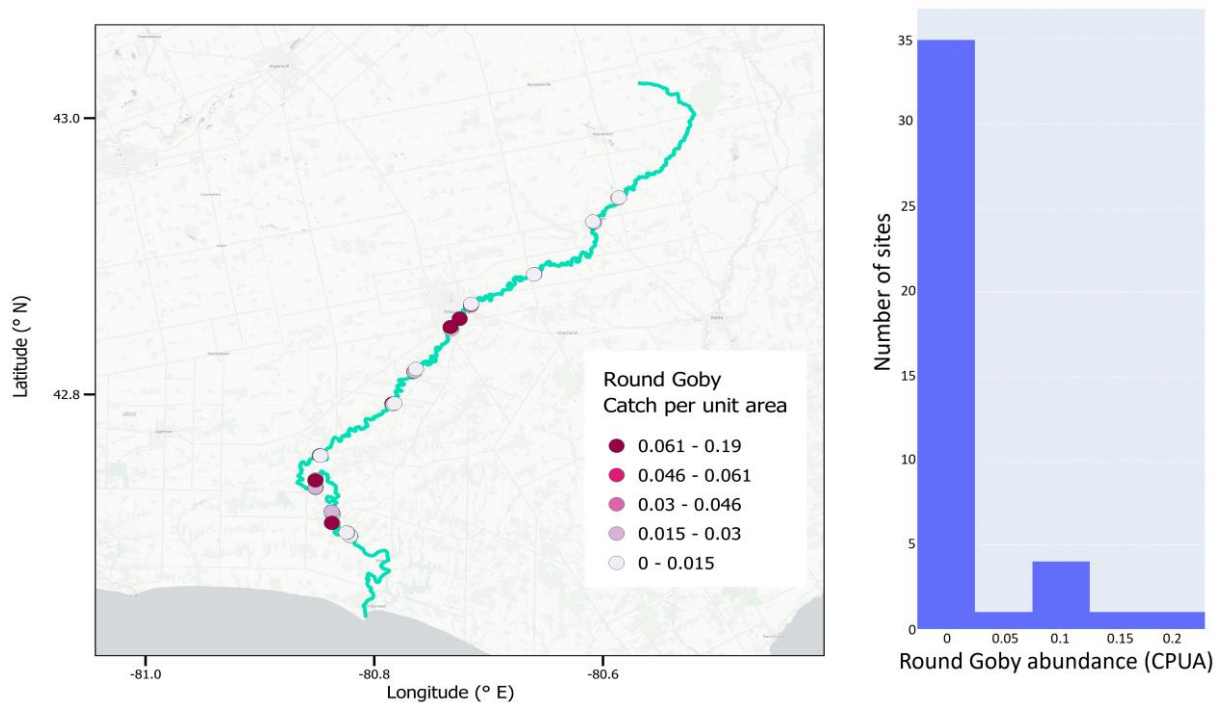 43.0
42.8
Latitude (° N)
Round Goby
Catch per unit area
0.061 - 0.19
0.046 - 0.061
0.03 - 0.046
0.015 - 0.03
0 - 0.015
-81.0
-80.8
-80.6
Longitude (° E)
35
30
25
20
15
10
5
0
Number of sites
0
0.05
0.1
0.15
0.2
Round Goby abundance (CPUA)